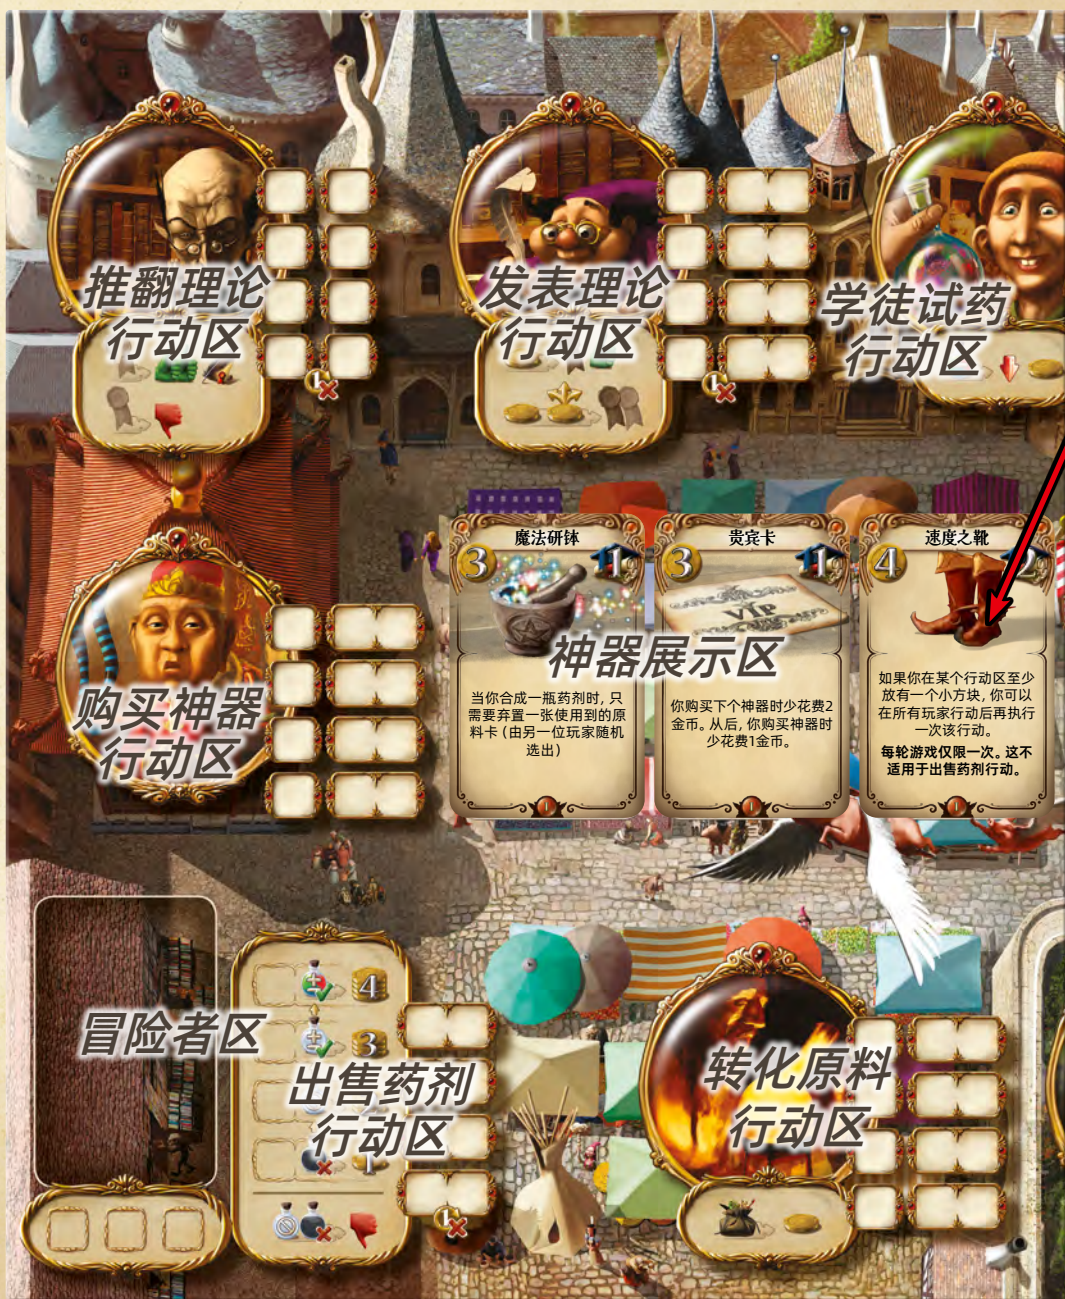 推翻理论
行动区
发表理论
行动区
学徒试药
行动区
1
1
魔法研钵
3
1
当你合成一瓶药剂时，只
需要弃置一张使用到的原
料卡（由另一位玩家随机
选出）
贵宾卡
3
1
VIP
你购买下个神器时少花费2
金币。从后，你购买神器时
少花费1金币。
速度之靴
4
2
如果你在某个行动区至少
放有一个小方块，你可以
在所有玩家行动后再执行
一次该行动。
每轮游戏仅限一次。这不
适用于出售药剂行动。
神器展示区
购买神器
行动区
I
I
冒险者区
4
3
1
出售药剂
行动区
1
转化原料
行动区